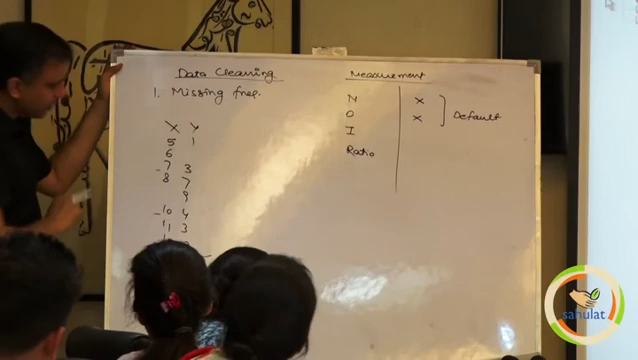 Data Cleaning
1. Missing freq.
X Y
5 1
6
7 3
8 7
9
10 4
11 3
Measurement
N X
O X
Default
I
Ratio
sahulat